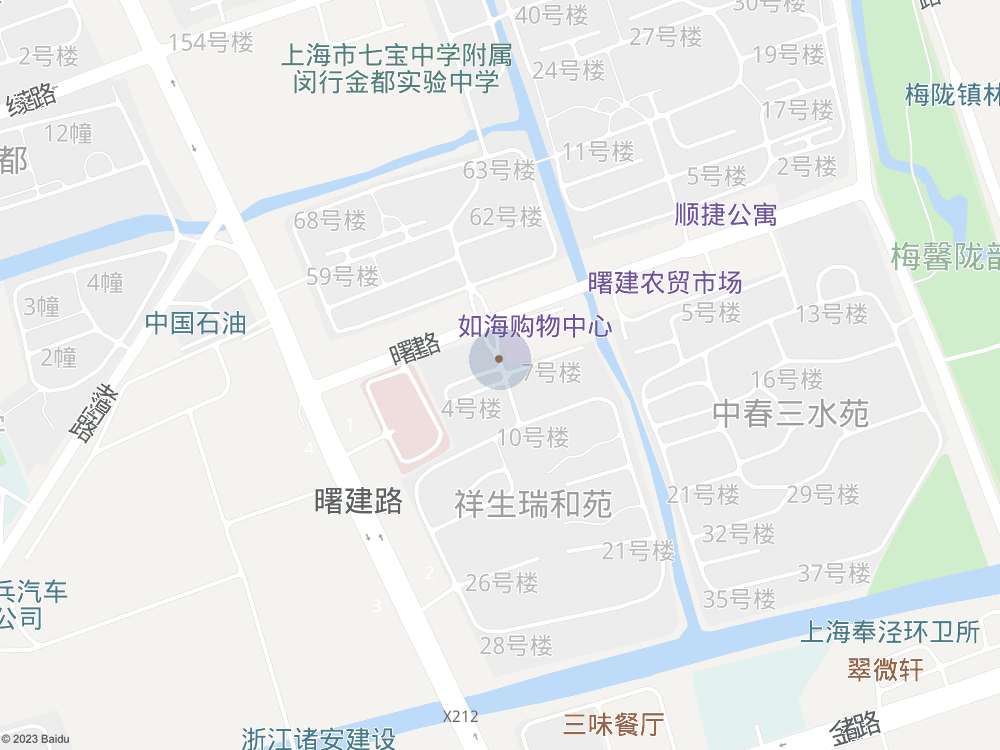 40号楼
30号楼
路
154号楼
27号楼
2号楼
上海市七宝中学附属
闵行金都实验中学
19号楼
24号楼
梅陇镇林
17号楼
12幢
都
11号楼
2号楼
63号楼
5号楼
68号楼
62号楼
顺捷公寓
梅馨陇韵
59号楼
4幢
曙建农贸市场
3幢
5号楼
13号楼
中国石油
如海购物中心
曙建路
2幢
7号楼
16号楼
4号楼
中春三水苑
1
10号楼
4
曙建路
祥生瑞和苑
21号楼
29号楼
32号楼
21号楼
2
26号楼
37号楼
兵汽车
公司
3
35号楼
28号楼
上海奉泾环卫所
翠微轩
X212
三味餐厅
浙江诸安建设
© 2023 Baidu